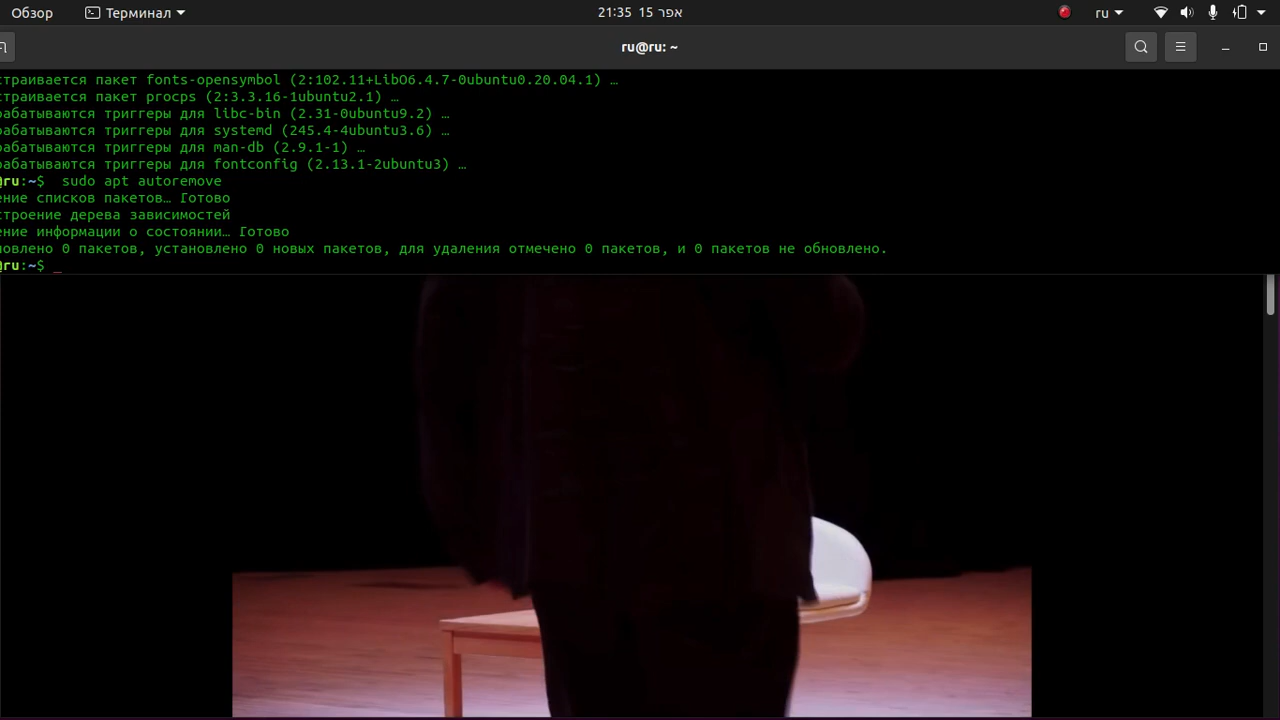 Обзор
Терминал
21:35 15 אפר
ru
ru@ru: ~
страивается пакет fonts-opensymbol (2:102.11+LibO6.4.7-0ubuntu0.20.04.1) …
страивается пакет procps (2:3.3.16-1ubuntu2.1) …
рабатываются триггеры для libc-bin (2.31-0ubuntu9.2) …
рабатываются триггеры для systemd (245.4-4ubuntu3.6) …
рабатываются триггеры для man-db (2.9.1-1) …
рабатываются триггеры для fontconfig (2.13.1-2ubuntu3) …
@ru:~$  sudo apt autoremove
ение списков пакетов… Готово
строение дерева зависимостей
ение информации о состоянии… Готово
новлено 0 пакетов, установлено 0 новых пакетов, для удаления отмечено 0 пакетов, и 0 пакетов не обновлено.
@ru:~$ _